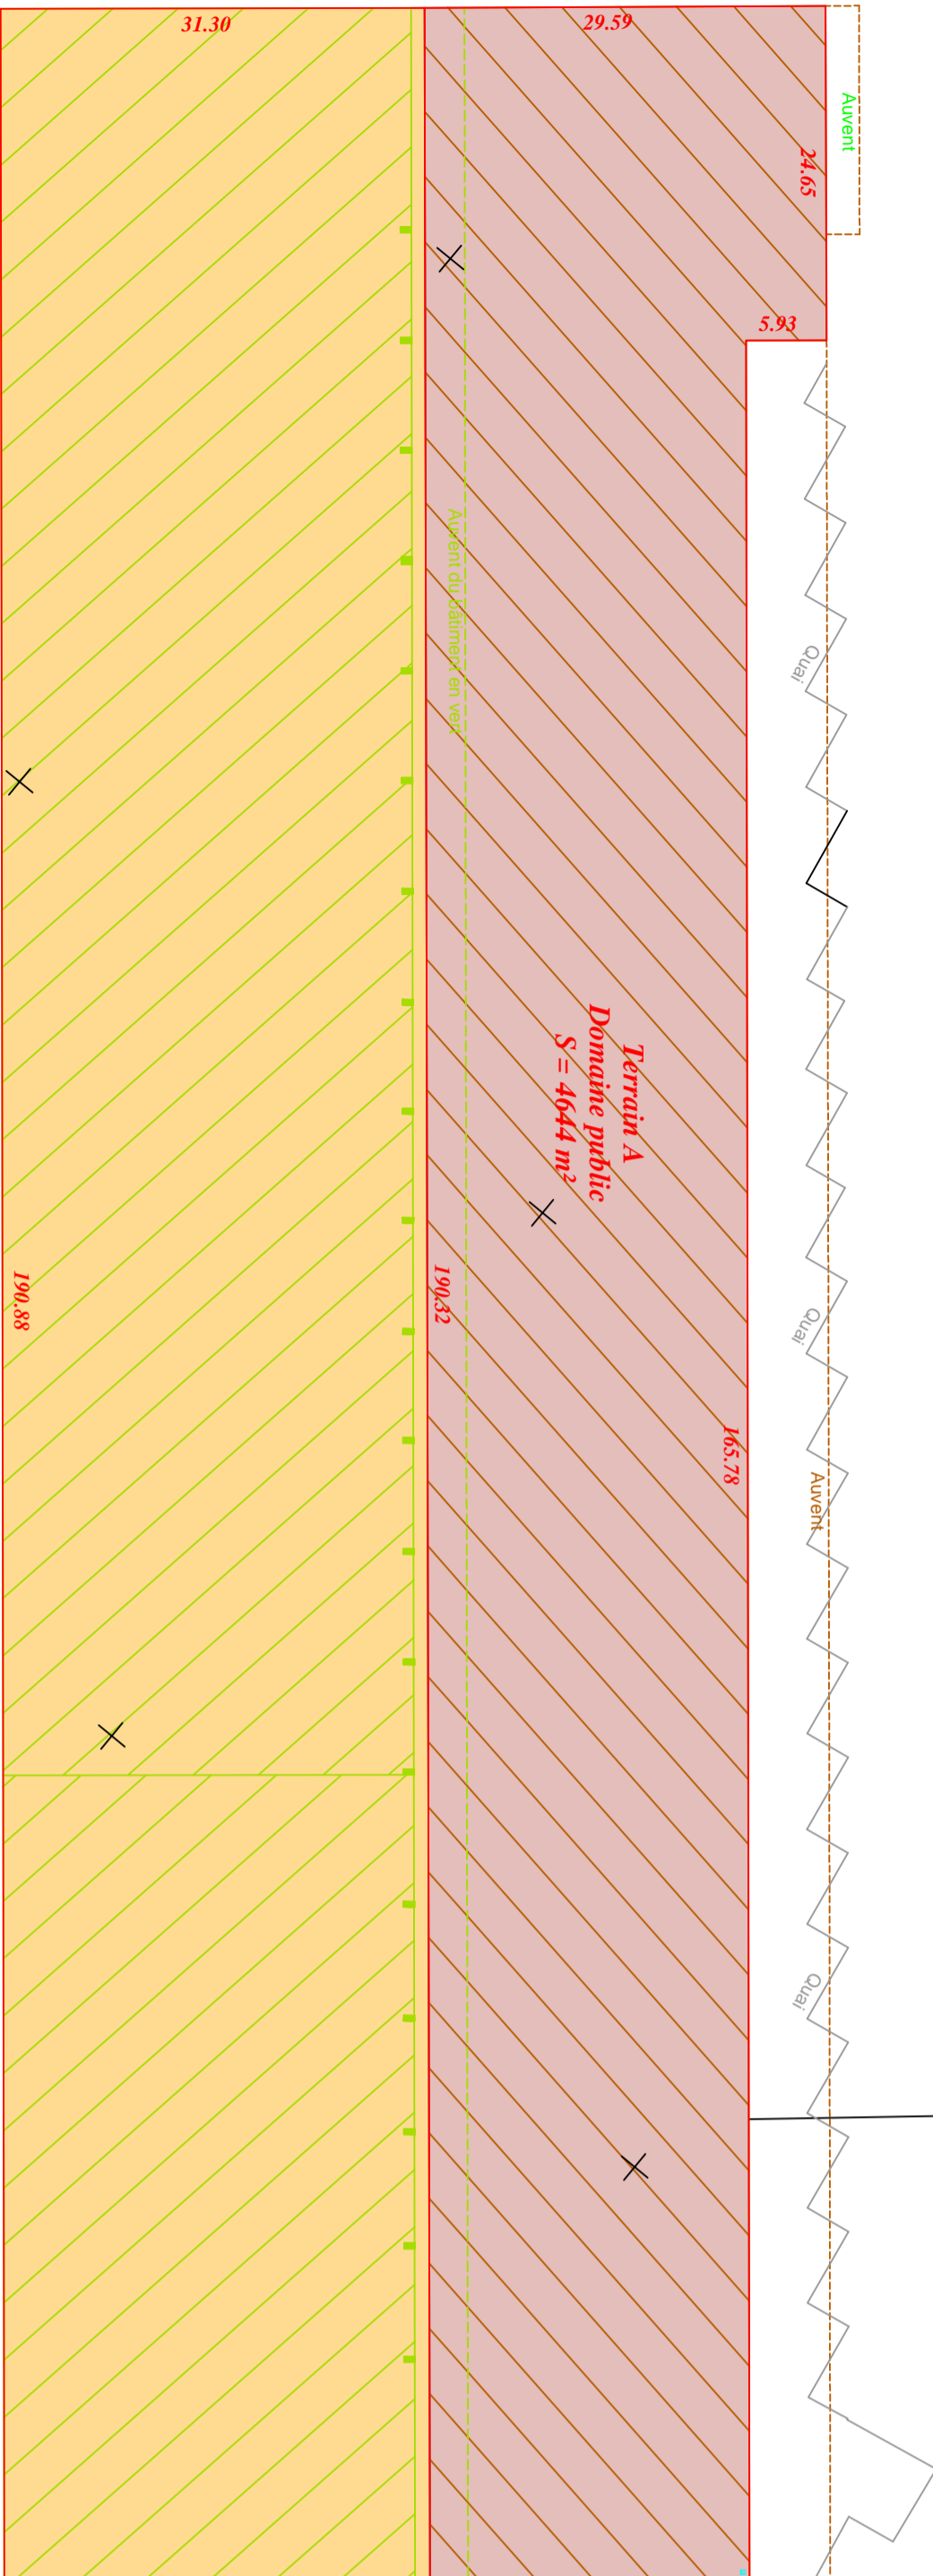 31.30
29.59
Auvent
24.65
5.93
Auvent du bâtiment en vert
Quai
Terrain A
Domaine public
S = 4644 m²
190.88
190.32
Quai
165.78
Auvent
Quai